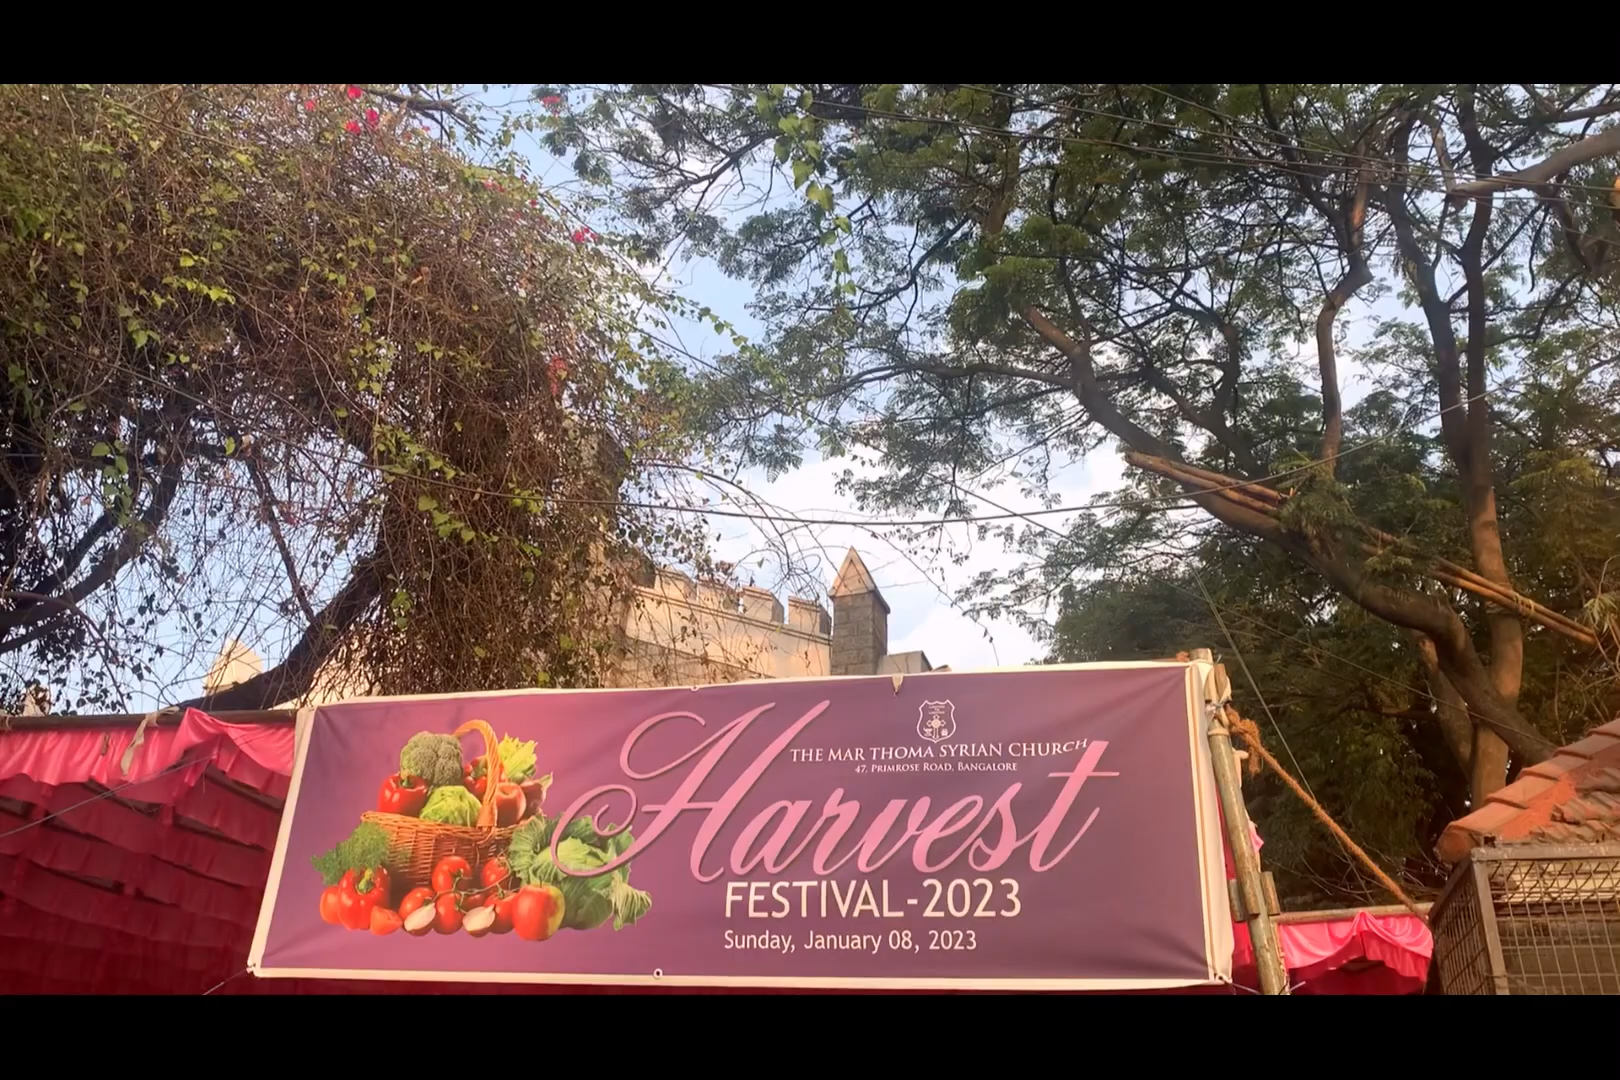 THE MAR THOMA SYRIAN CHURCH
47, PRIMROSE ROAD, BANGALORE
Harvest
FESTIVAL-2023
Sunday, January 08, 2023